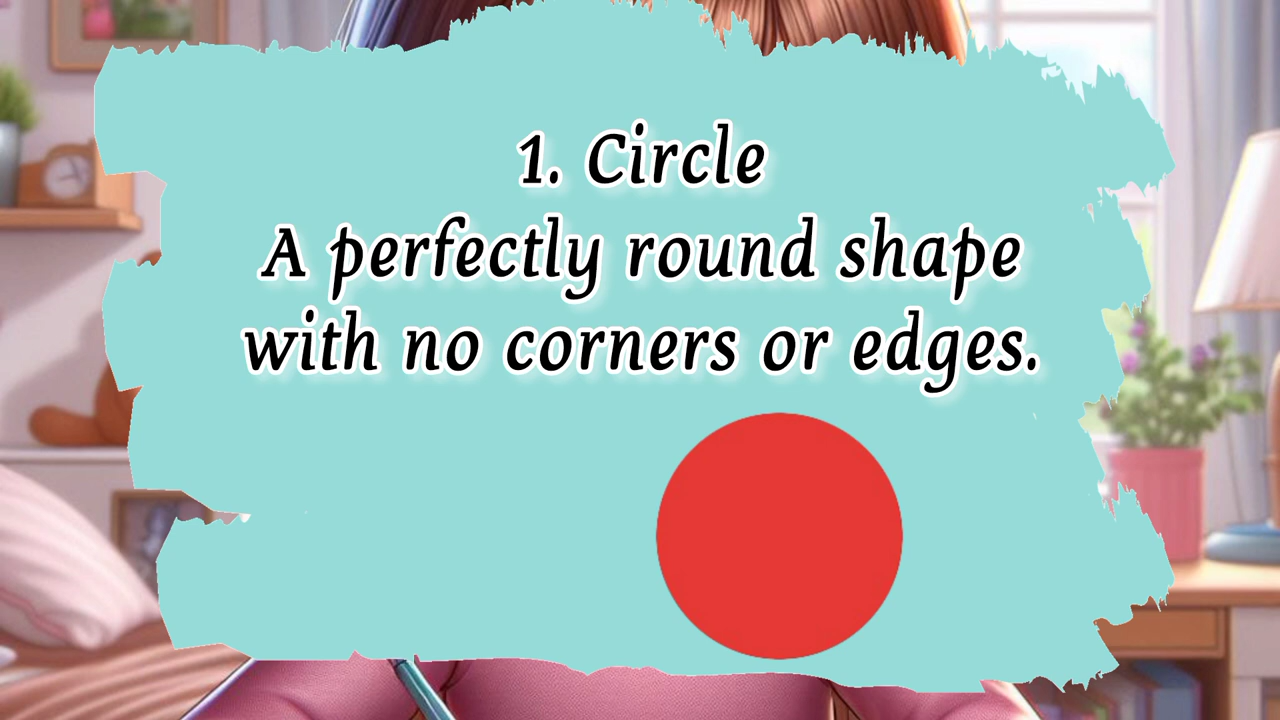 1. Circle
A perfectly round shape
with no corners or edges.